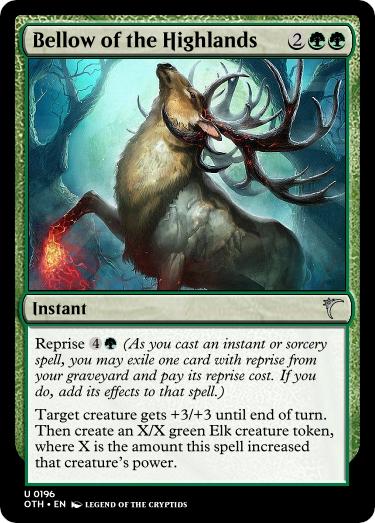 Bellow of the Highlands 2
Instant
Reprise 4 (As you cast an instant or sorcery
spell, you may exile one card with reprise from
your graveyard and pay its reprise cost. If you
do, add its effects to that spell.)
Target creature gets +3/+3 until end of turn.
Then create an X/X green Elk creature token,
where X is the amount this spell increased
that creature's power.
U 0196
OTH • EN LEGEND OF THE CRYPTIDS